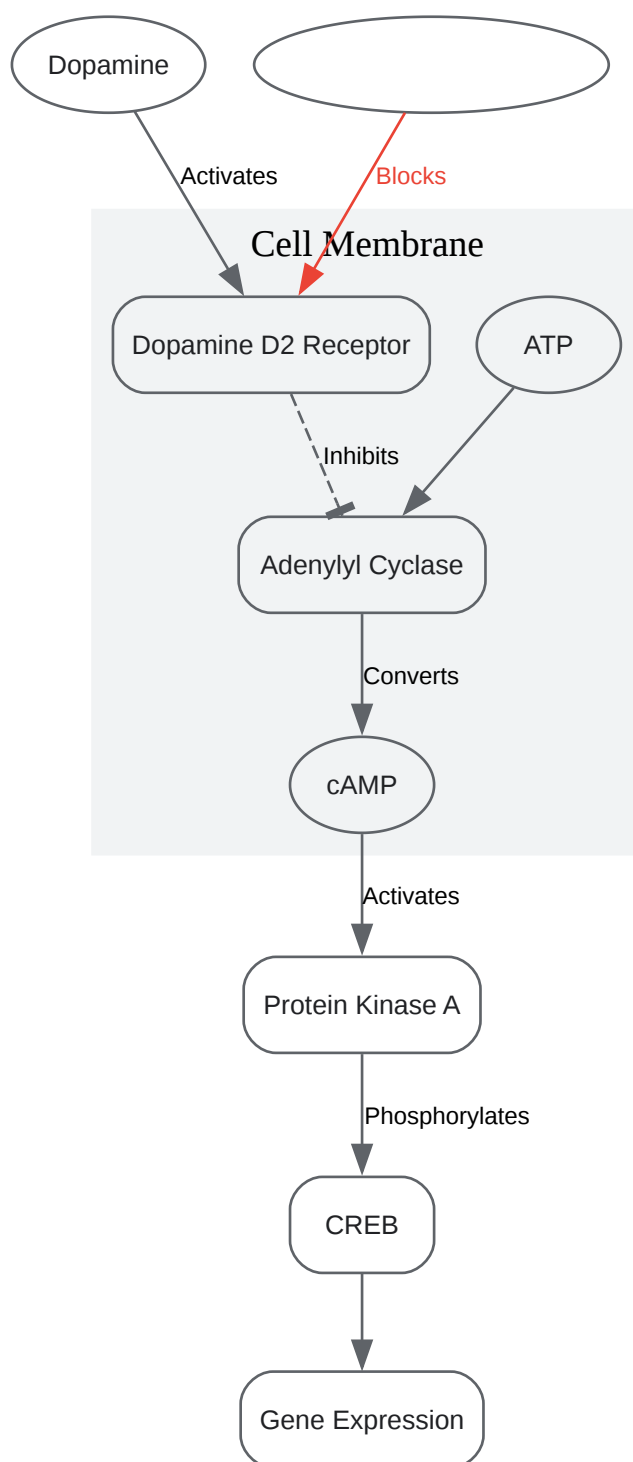 Dopamine
Activates
Blocks
Cell Membrane
Dopamine D2 Receptor
ATP
Inhibits
Adenylyl Cyclase
Converts
cAMP
Activates
Protein Kinase A
Phosphorylates
CREB
Gene Expression